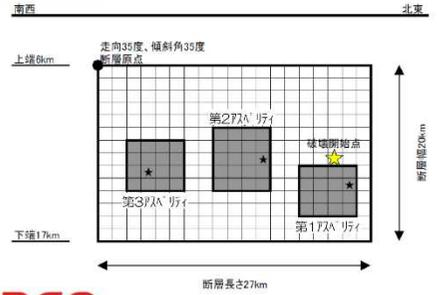 南西
北東
走向35度、傾斜角35度
断層原点
上端6km
第2ｱｽﾍﾟﾘﾃｨ
破壊開始点
断層幅20km
第3ｱｽﾍﾟﾘﾃｨ
第1ｱｽﾍﾟﾘﾃｨ
下端17km
断層長さ27km